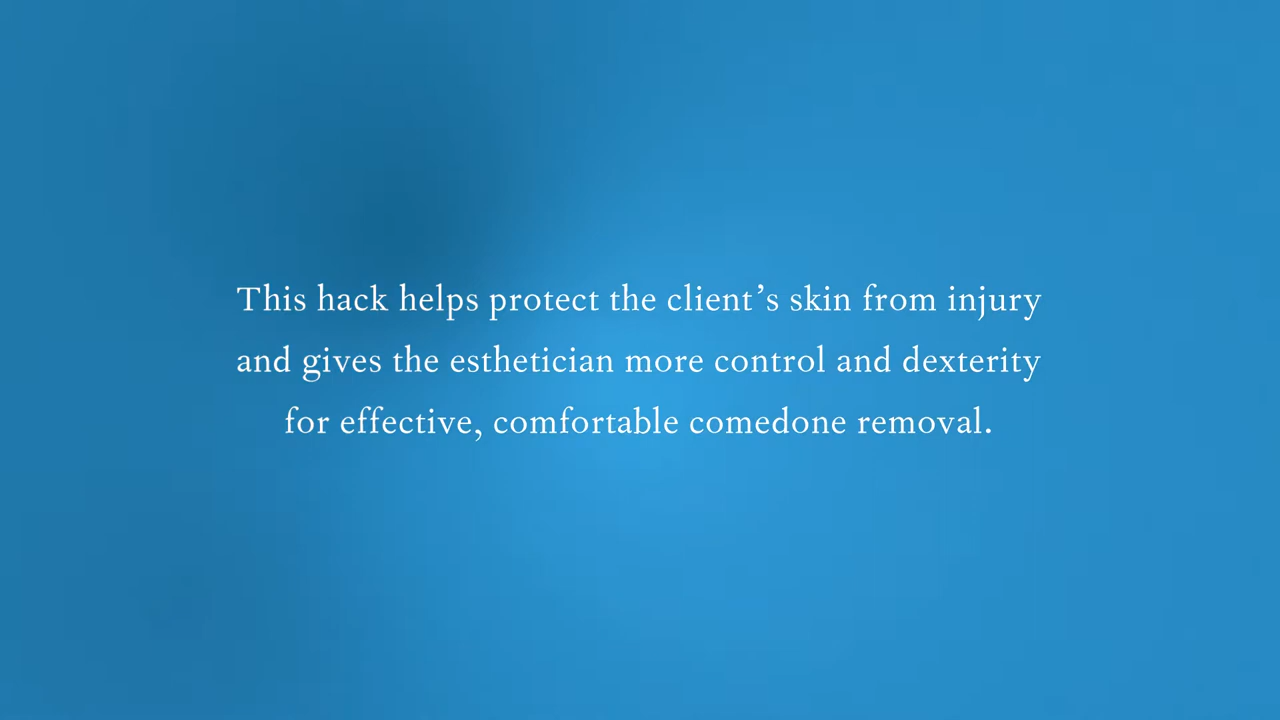 This hack helps protect the client’s skin from injury
and gives the esthetician more control and dexterity
for effective, comfortable comedone removal.